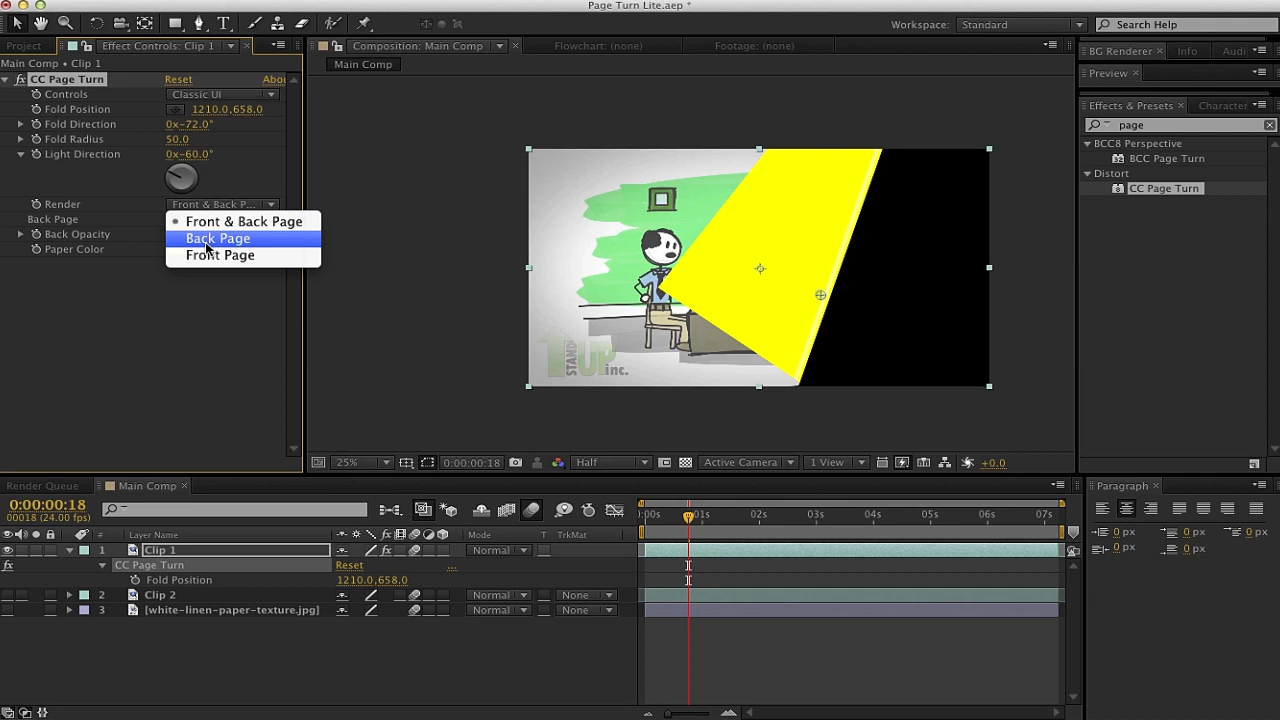 Page Turn Lite.aep *
T
Workspace: Standard
Search Help
Project
Effect Controls: Clip 1
Composition: Main Comp
Flowchart: (none)
Footage: (none)
BG Renderer
Info
Audi
Main Comp • Clip 1
Main Comp
Preview
fx CC Page Turn
Reset
Abou
Controls
Classic UI
Fold Position
1210.0,658.0
Fold Direction
0x-72.0°
Fold Radius
50.0
Light Direction
0x-60.0°
Render
Front & Back P...
Back Page
Back Opacity
Paper Color
Front & Back Page
Back Page
Front Page
Effects & Presets
Character
page
BCC8 Perspective
BCC Page Turn
Distort
CC Page Turn
STAND
UP
inc.
25%
0:00:00:18
Half
Active Camera
1 View
+0.0
Render Queue
Main Comp
Paragraph
0:00:00:18
00018 (24.00 fps)
:00s
01s
02s
03s
04s
05s
06s
07s
# Layer Name
fx
Mode
T
TrkMat
1 Clip 1
fx
Normal
fx CC Page Turn
Reset
...
Fold Position
1210.0,658.0
2 Clip 2
Normal
None
3 [white-linen-paper-texture.jpg]
Normal
None
0 px
0 px
0 px
0 px
0 px